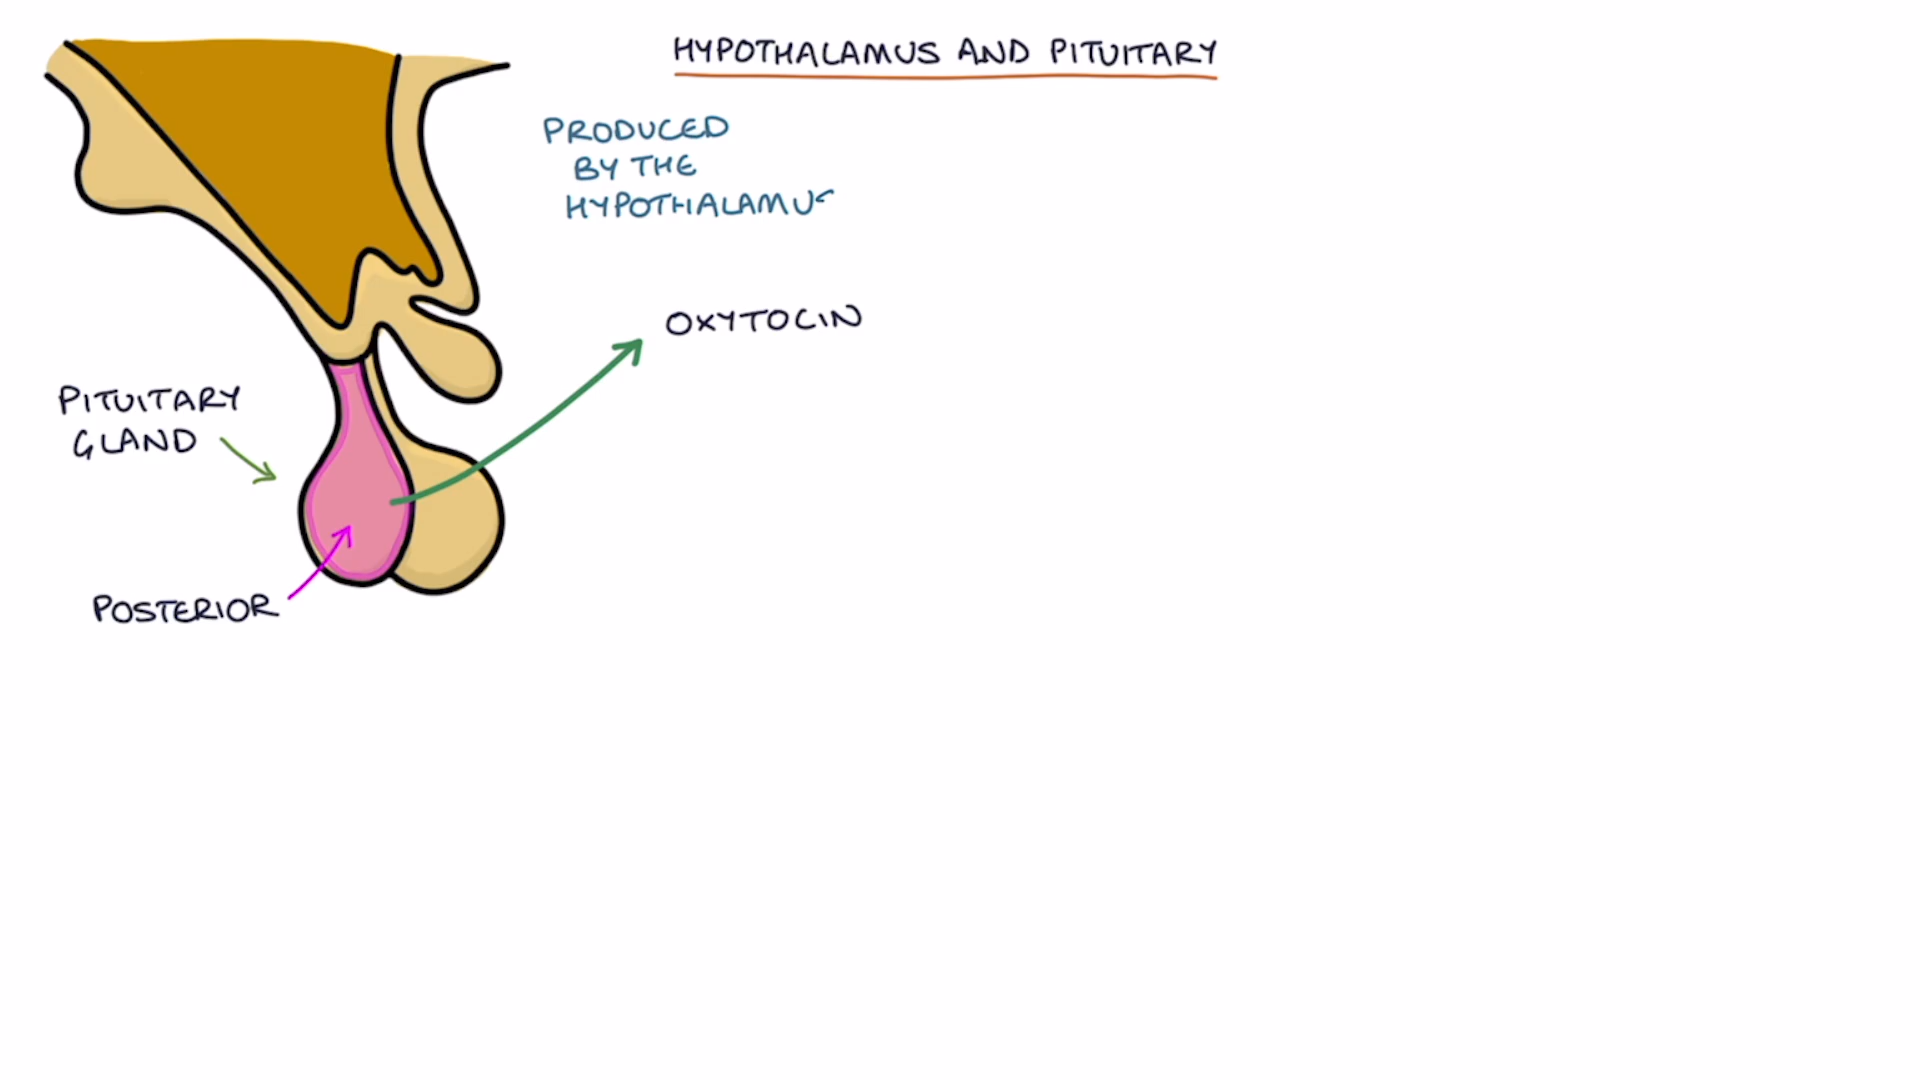 HYPOTHALAMUS AND PITUITARY
PRODUCED
BY THE
HYPOTHALAMUS
OXYTOCIN
PITUITARY
GLAND
POSTERIOR